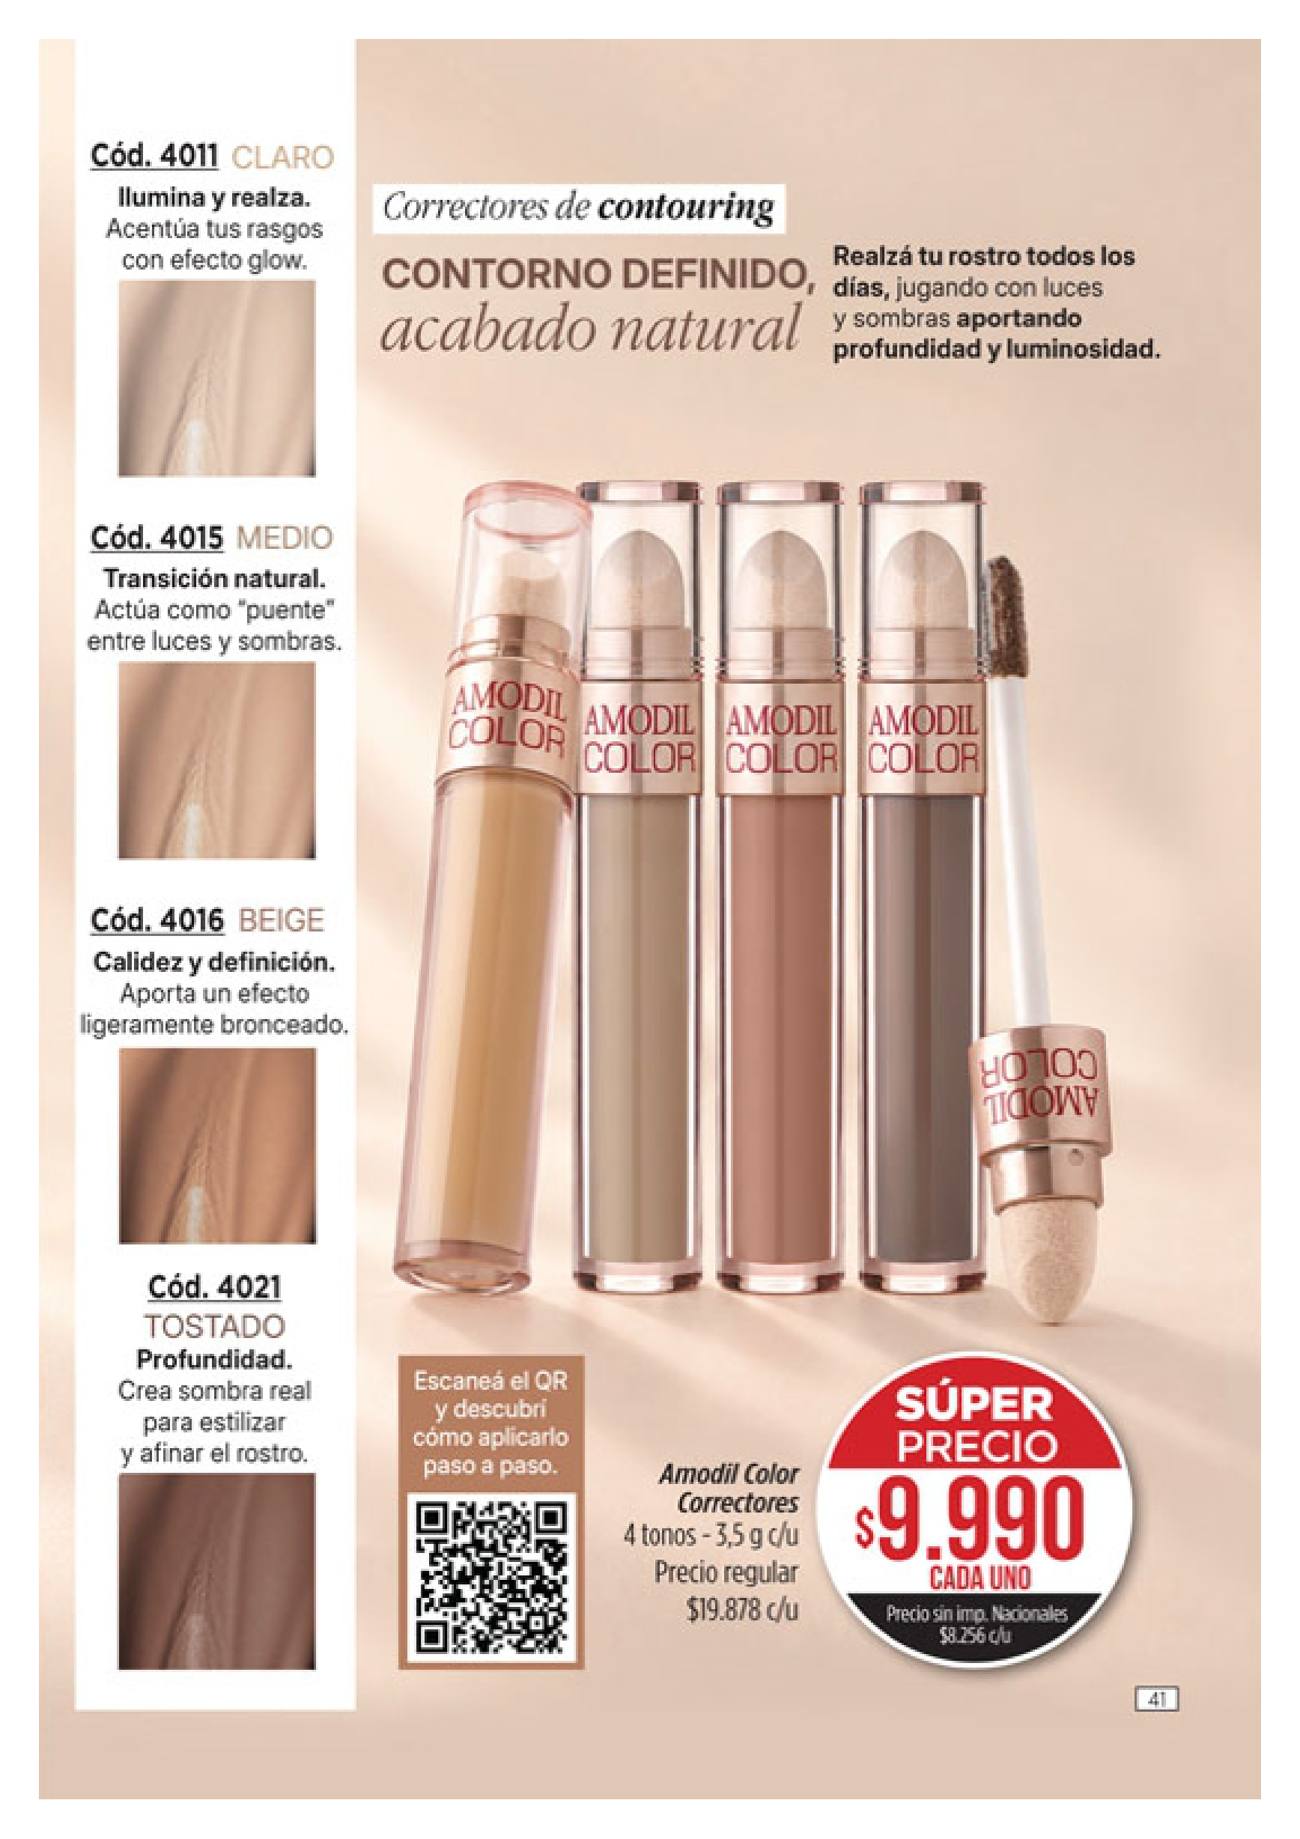 Cód. 4011 CLARO
Ilumina y realza.
Acentúa tus rasgos
con efecto glow.
Cód. 4015 MEDIO
Transición natural.
Actúa como "puente"
entre luces y sombras.
Cód. 4016 BEIGE
Calidez y definición.
Aporta un efecto
ligeramente bronceado.
Cód. 4021
TOSTADO
Profundidad.
Crea sombra real
para estilizar
y afinar el rostro.
Correctores de contouring
CONTORNO DEFINIDO,
acabado natural
Realzá tu rostro todos los
días, jugando con luces
y sombras aportando
profundidad y luminosidad.
AMODIL
COLOR
AMODIL
COLOR
AMODIL
COLOR
AMODIL
COLOR
AMODIL
COLOR
Escaneá el QR
y descubrí
cómo aplicarlo
paso a paso.
Amodil Color
Correctores
4 tonos - 3,5 g c/u
Precio regular
$19.878 c/u
SÚPER
PRECIO
$9.990
CADA UNO
Precio sin imp. Nacionales
$8.256 c/u
41